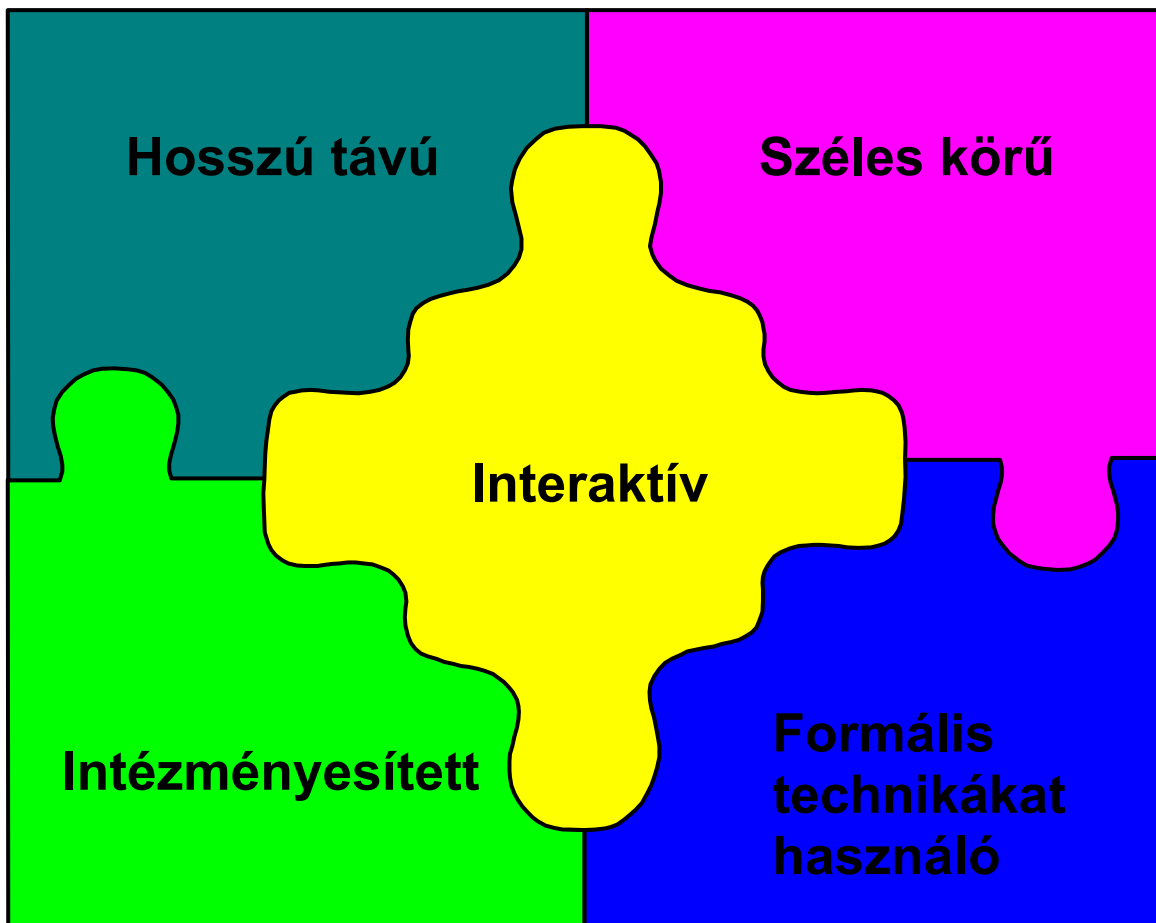 Hosszú távú
Széles körű
Interaktív
Intézményesített
Formális
technikákat
használó